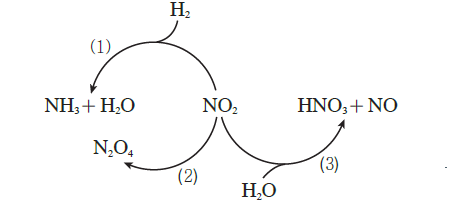 H₂
(1)
NH₃ + H₂O
NO₂
HNO₃ + NO
N₂O₄
(2)
(3)
H₂O